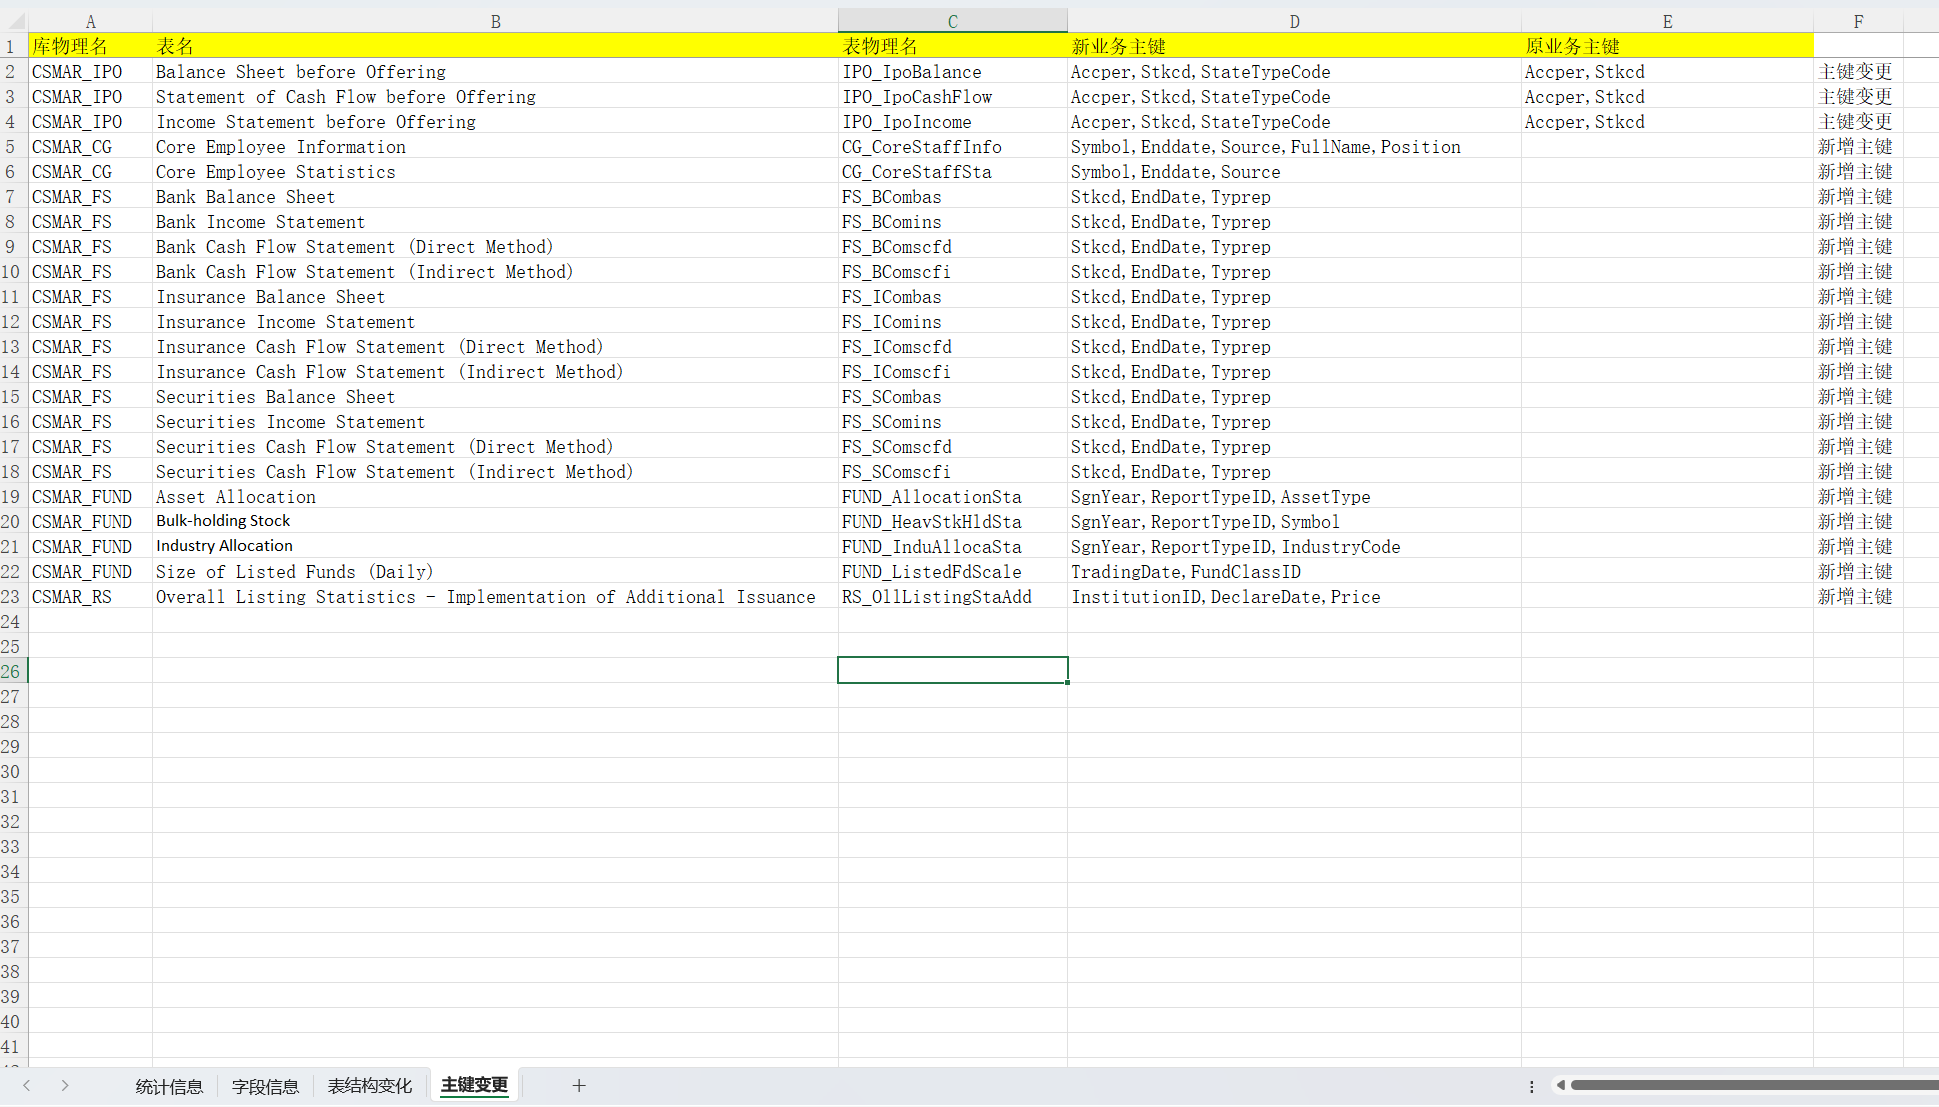 A B C D E F
1 库物理名 表名 表物理名 新业务主键 原业务主键
2 CSMAR_IPO Balance Sheet before Offering IPO_IpoBalance Accper,Stkcd,StateTypeCode Accper,Stkcd 主键变更
3 CSMAR_IPO Statement of Cash Flow before Offering IPO_IpoCashFlow Accper,Stkcd,StateTypeCode Accper,Stkcd 主键变更
4 CSMAR_IPO Income Statement before Offering IPO_IpoIncome Accper,Stkcd,StateTypeCode Accper,Stkcd 主键变更
5 CSMAR_CG Core Employee Information CG_CoreStaffInfo Symbol,Enddate,Source,FullName,Position 新增主键
6 CSMAR_CG Core Employee Statistics CG_CoreStaffSta Symbol,Enddate,Source 新增主键
7 CSMAR_FS Bank Balance Sheet FS_BCombas Stkcd,EndDate,Typrep 新增主键
8 CSMAR_FS Bank Income Statement FS_BComins Stkcd,EndDate,Typrep 新增主键
9 CSMAR_FS Bank Cash Flow Statement (Direct Method) FS_BComscfd Stkcd,EndDate,Typrep 新增主键
10 CSMAR_FS Bank Cash Flow Statement (Indirect Method) FS_BComscfi Stkcd,EndDate,Typrep 新增主键
11 CSMAR_FS Insurance Balance Sheet FS_ICombas Stkcd,EndDate,Typrep 新增主键
12 CSMAR_FS Insurance Income Statement FS_IComins Stkcd,EndDate,Typrep 新增主键
13 CSMAR_FS Insurance Cash Flow Statement (Direct Method) FS_IComscfd Stkcd,EndDate,Typrep 新增主键
14 CSMAR_FS Insurance Cash Flow Statement (Indirect Method) FS_IComscfi Stkcd,EndDate,Typrep 新增主键
15 CSMAR_FS Securities Balance Sheet FS_SCombas Stkcd,EndDate,Typrep 新增主键
16 CSMAR_FS Securities Income Statement FS_SComins Stkcd,EndDate,Typrep 新增主键
17 CSMAR_FS Securities Cash Flow Statement (Direct Method) FS_SComscfd Stkcd,EndDate,Typrep 新增主键
18 CSMAR_FS Securities Cash Flow Statement (Indirect Method) FS_SComscfi Stkcd,EndDate,Typrep 新增主键
19 CSMAR_FUND Asset Allocation FUND_AllocationSta SgnYear,ReportTypeID,AssetType 新增主键
20 CSMAR_FUND Bulk-holding Stock FUND_HeavStkHldSta SgnYear,ReportTypeID,Symbol 新增主键
21 CSMAR_FUND Industry Allocation FUND_InduAllocaSta SgnYear,ReportTypeID,IndustryCode 新增主键
22 CSMAR_FUND Size of Listed Funds (Daily) FUND_ListedFdScale TradingDate,FundClassID 新增主键
23 CSMAR_RS Overall Listing Statistics - Implementation of Additional Issuance RS_OllListingStaAdd InstitutionID,DeclareDate,Price 新增主键
24
25
26
27
28
29
30
31
32
33
34
35
36
37
38
39
40
41
统计信息 字段信息 表结构变化 主键变更